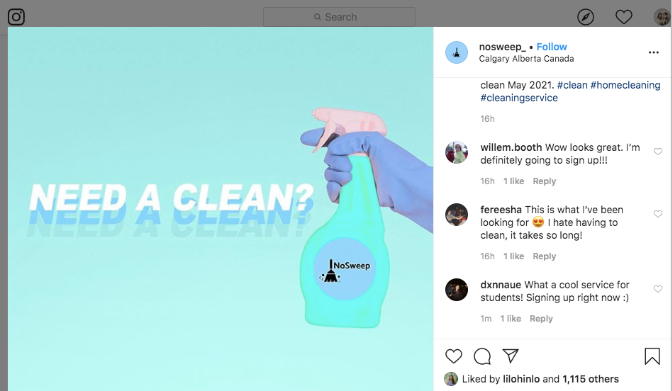 Search
nosweep_ • Follow
Calgary Alberta Canada
clean May 2021. #clean #homecleaning
#cleaningservice
16h
willem.booth Wow looks great. I'm
definitely going to sign up!!!
16h 1 like Reply
fereesha This is what I've been
looking for 😍 I hate having to
clean, it takes so long!
16h 1 like Reply
dxnnaue What a cool service for
students! Signing up right now :)
1m 1 like Reply
Liked by lilohinlo and 1,115 others
NEED A CLEAN?
NEED A CLEAN?
NoSweep